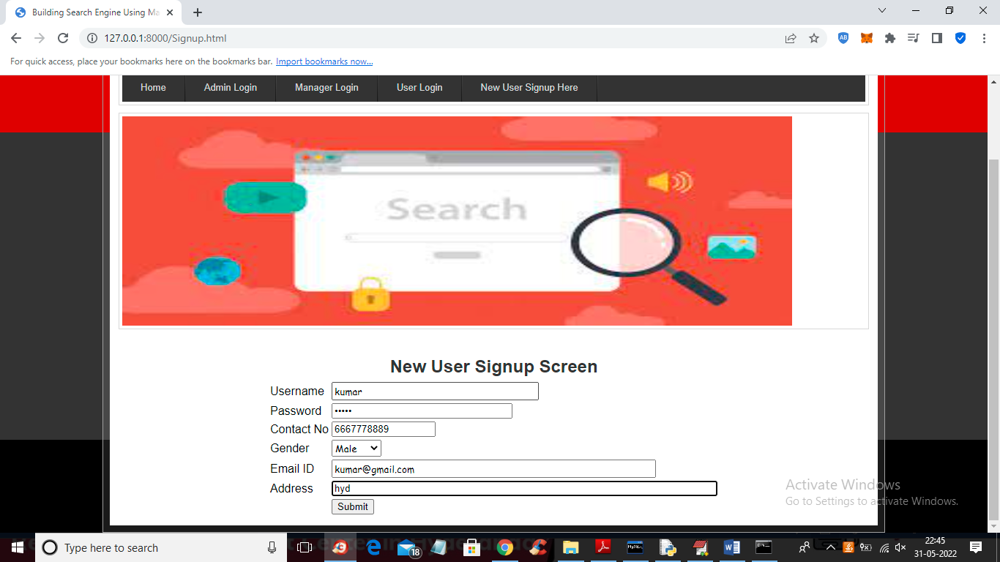 Building Search Engine Using Ma
127.0.0.1:8000/Signup.html
For quick access, place your bookmarks here on the bookmarks bar. Import bookmarks now...
Home Admin Login Manager Login User Login New User Signup Here
Search
New User Signup Screen
Username kumar
Password •••••
Contact No 6667778889
Gender Male
Email ID kumar@gmail.com
Address hyd
Submit
Activate Windows
Go to Settings to activate Windows.
Type here to search
18
22:45
31-05-2022